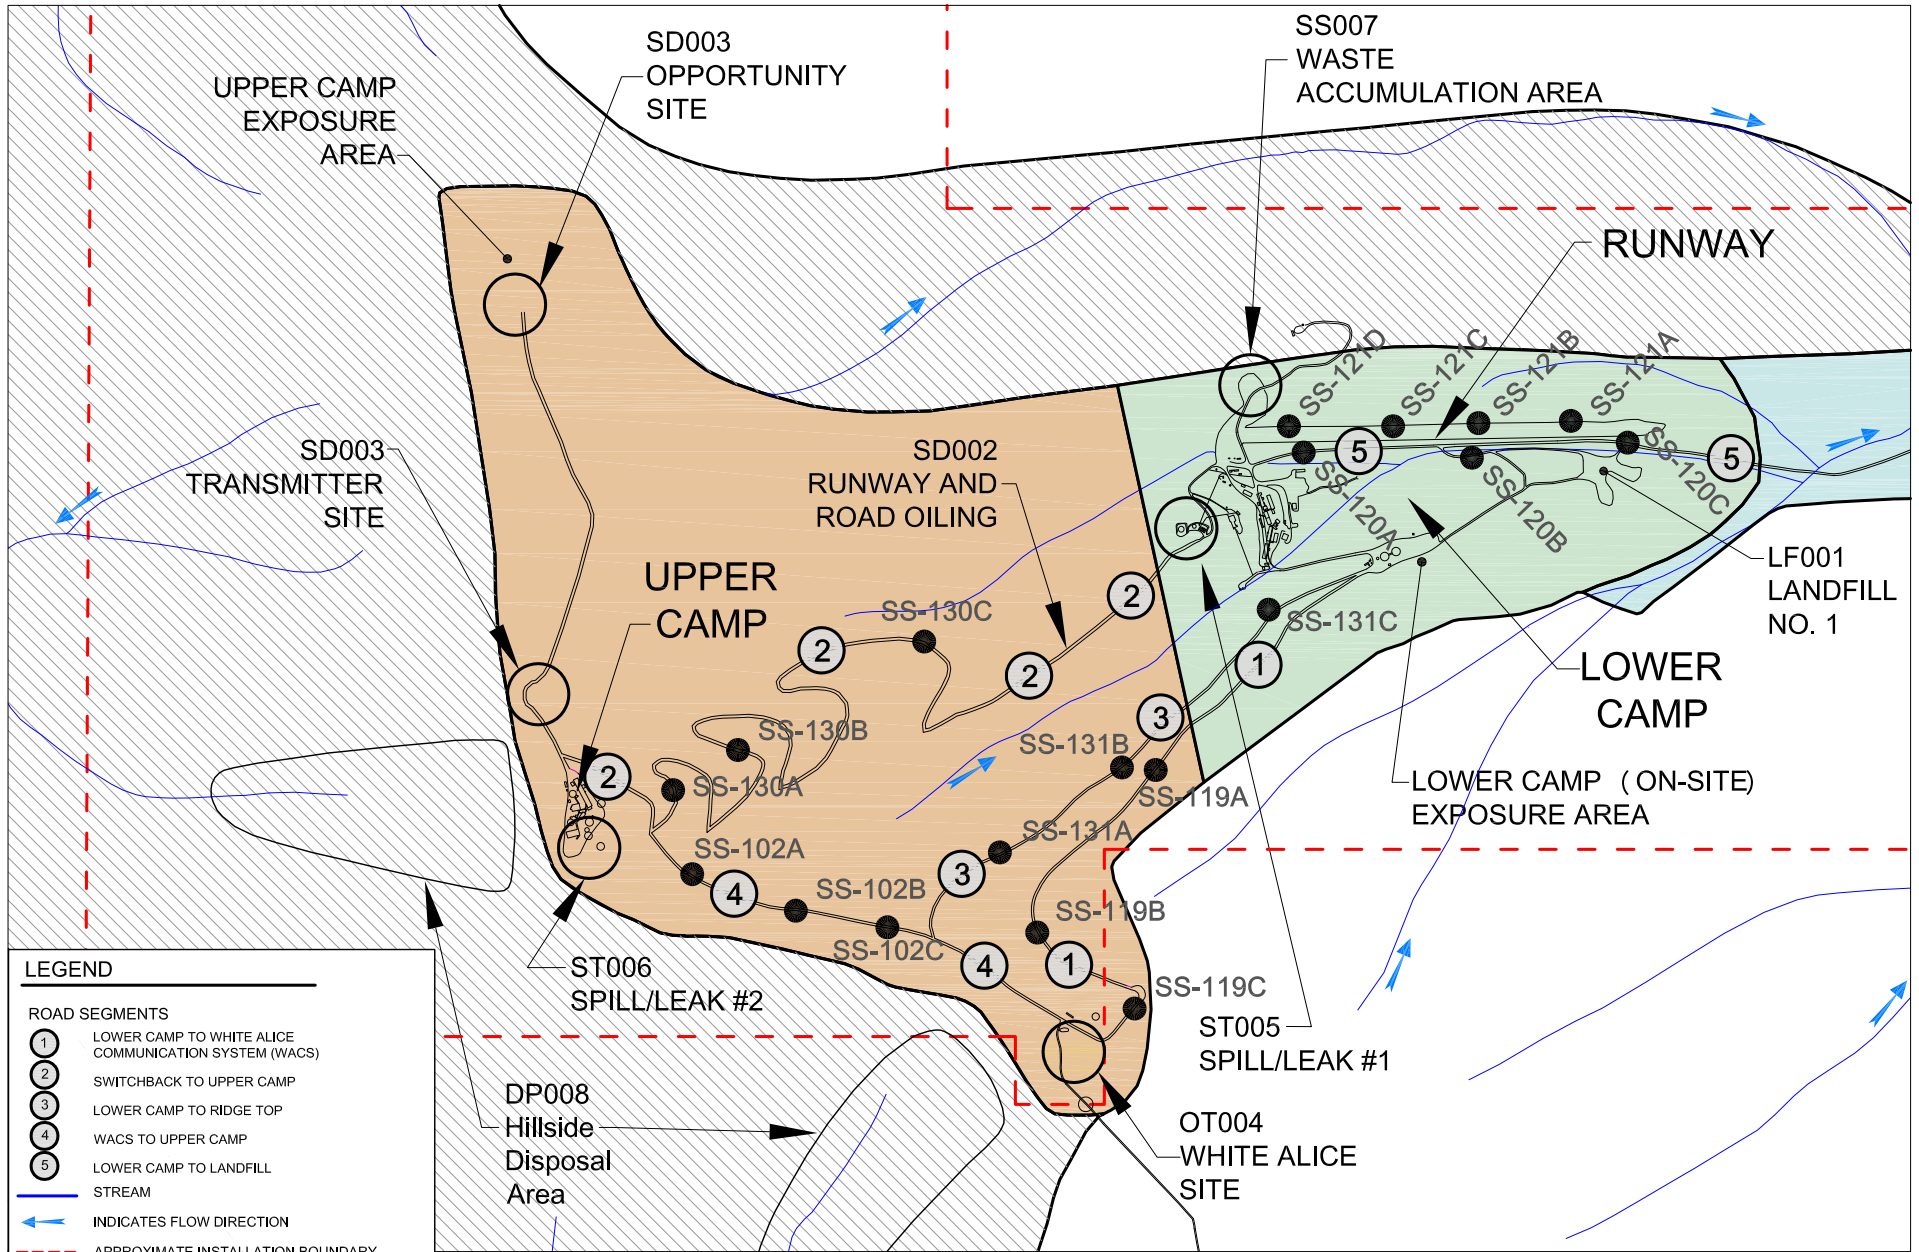 SD003
OPPORTUNITY
SITE
SS007
WASTE
ACCUMULATION AREA
UPPER CAMP
EXPOSURE
AREA
RUNWAY
SS-121D
SS-121C
SS-121B
SS-121A
SD003
TRANSMITTER
SITE
SD002
RUNWAY AND
ROAD OILING
5
5
SS-120A
SS-120B
SS-120C
LF001
LANDFILL
NO. 1
UPPER
CAMP
SS-130C
2
2
2
SS-131C
1
LOWER
CAMP
3
SS-130B
SS-131B
2
SS-130A
SS-119A
LOWER CAMP (ON-SITE)
EXPOSURE AREA
SS-131A
SS-102A
3
4
SS-102B
SS-119B
SS-102C
4
1
ST006
SPILL/LEAK #2
SS-119C
ST005
SPILL/LEAK #1
DP008
Hillside
Disposal
Area
OT004
WHITE ALICE
SITE
LEGEND
ROAD SEGMENTS
1 LOWER CAMP TO WHITE ALICE
COMMUNICATION SYSTEM (WACS)
2 SWITCHBACK TO UPPER CAMP
3 LOWER CAMP TO RIDGE TOP
4 WACS TO UPPER CAMP
5 LOWER CAMP TO LANDFILL
STREAM
INDICATES FLOW DIRECTION
APPROXIMATE INSTALLATION BOUNDARY